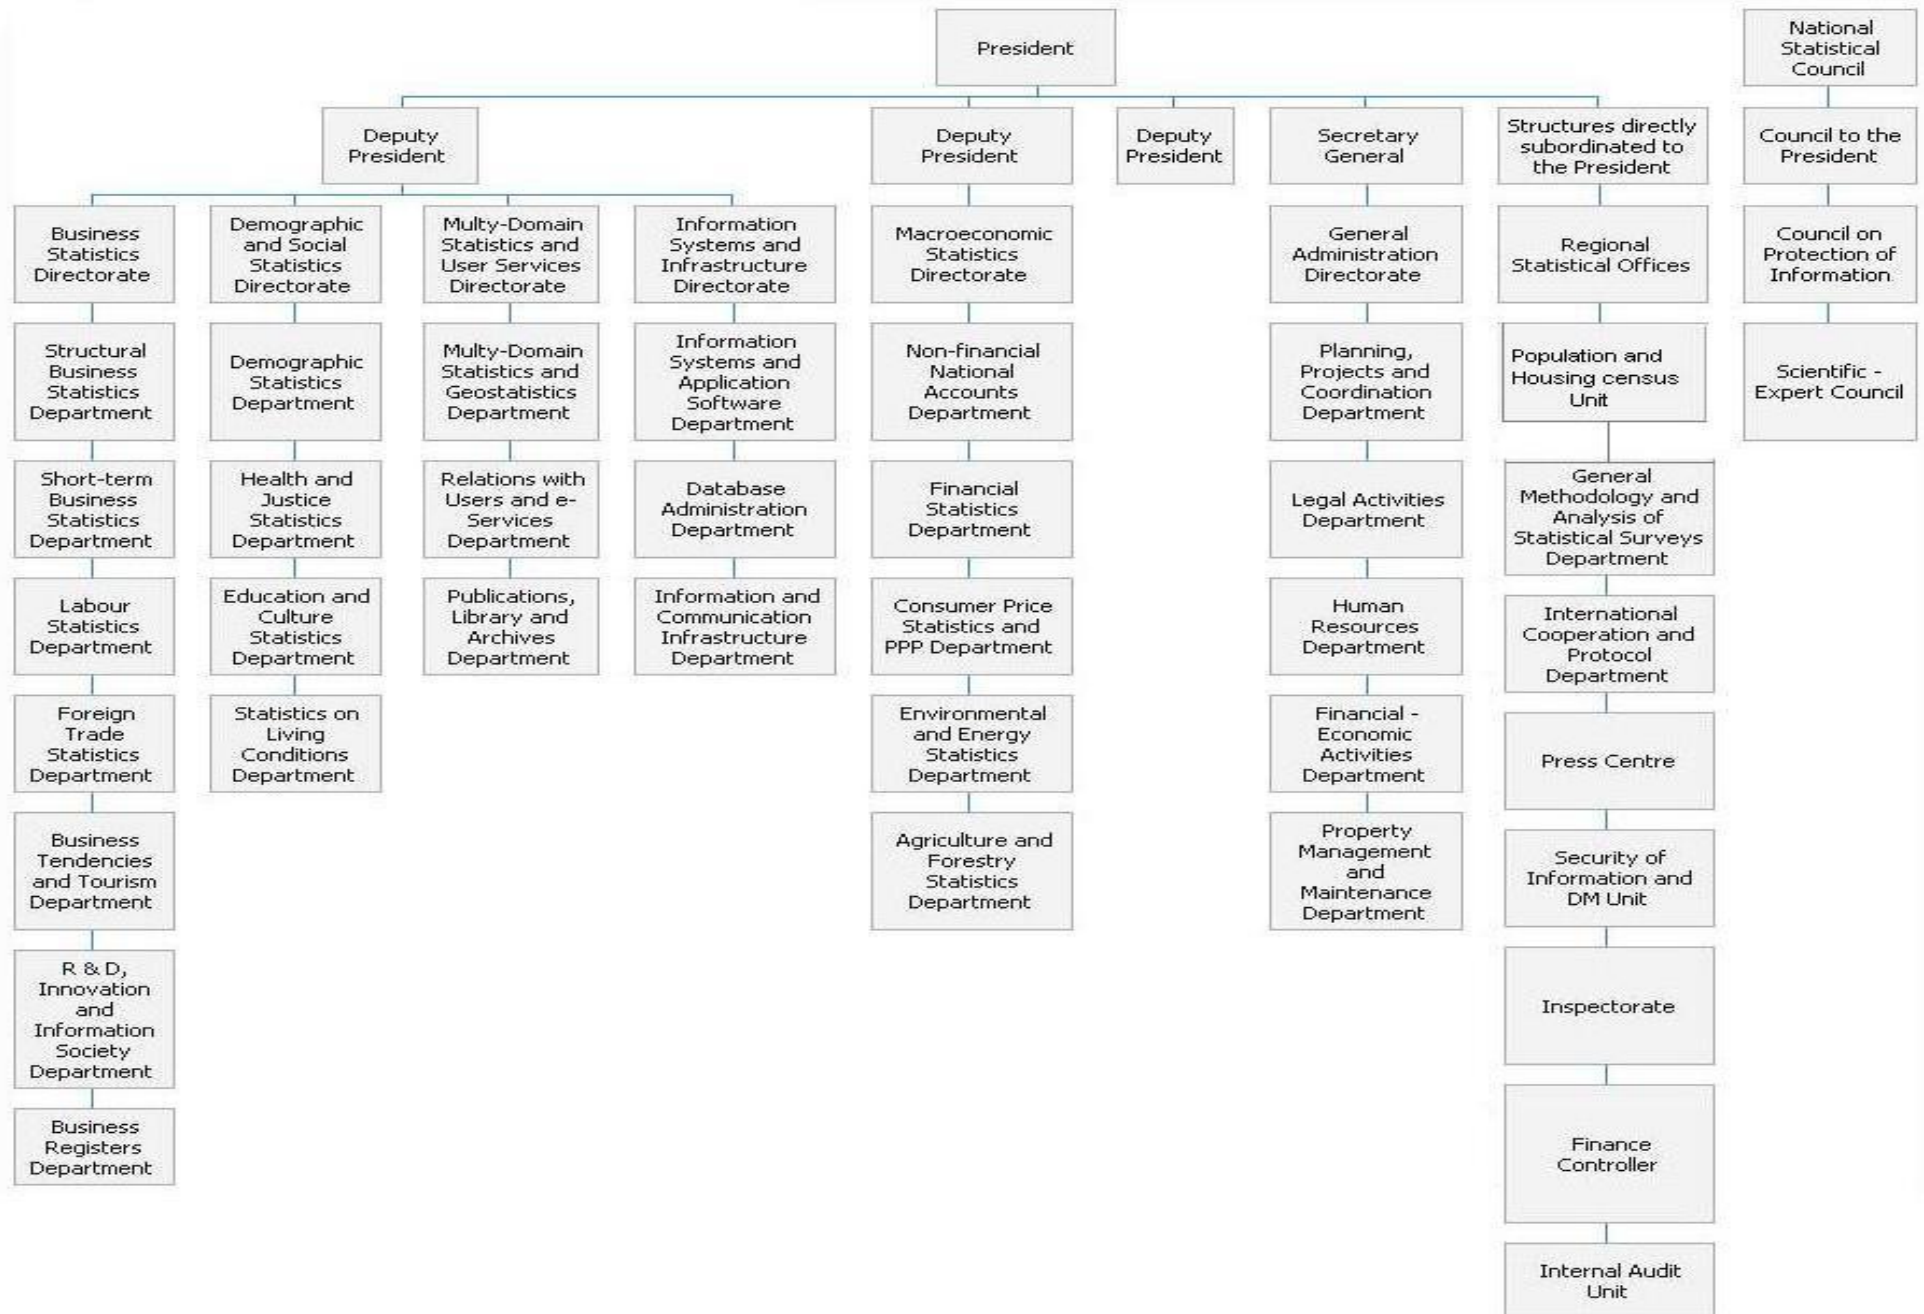 President
National
Statistical
Council
Deputy
President
Deputy
President
Deputy
President
Secretary
General
Structures directly
subordinated to
the President
Council to the
President
Business
Statistics
Directorate
Demographic
and Social
Statistics
Directorate
Multy-Domain
Statistics and
User Services
Directorate
Information
Systems and
Infrastructure
Directorate
Macroeconomic
Statistics
Directorate
General
Administration
Directorate
Regional
Statistical Offices
Council on
Protection of
Information
Structural
Business
Statistics
Department
Demographic
Statistics
Department
Multy-Domain
Statistics and
Geostatistics
Department
Information
Systems and
Application
Software
Department
Non-financial
National
Accounts
Department
Planning,
Projects and
Coordination
Department
Population and
Housing census
Unit
Scientific -
Expert Council
Short-term
Business
Statistics
Department
Health and
Justice
Statistics
Department
Relations with
Users and e-
Services
Department
Database
Administration
Department
Financial
Statistics
Department
Legal Activities
Department
General
Methodology and
Analysis of
Statistical Surveys
Department
Labour
Statistics
Department
Education and
Culture
Statistics
Department
Publications,
Library and
Archives
Department
Information and
Communication
Infrastructure
Department
Consumer Price
Statistics and
PPP Department
Human
Resources
Department
International
Cooperation and
Protocol
Department
Foreign
Trade
Statistics
Department
Statistics on
Living
Conditions
Department
Environmental
and Energy
Statistics
Department
Financial -
Economic
Activities
Department
Press Centre
Business
Tendencies
and Tourism
Department
Agriculture and
Forestry
Statistics
Department
Property
Management
and
Maintenance
Department
Security of
Information and
DM Unit
R & D,
Innovation
and
Information
Society
Department
Inspectorate
Business
Registers
Department
Finance
Controller
Internal Audit
Unit